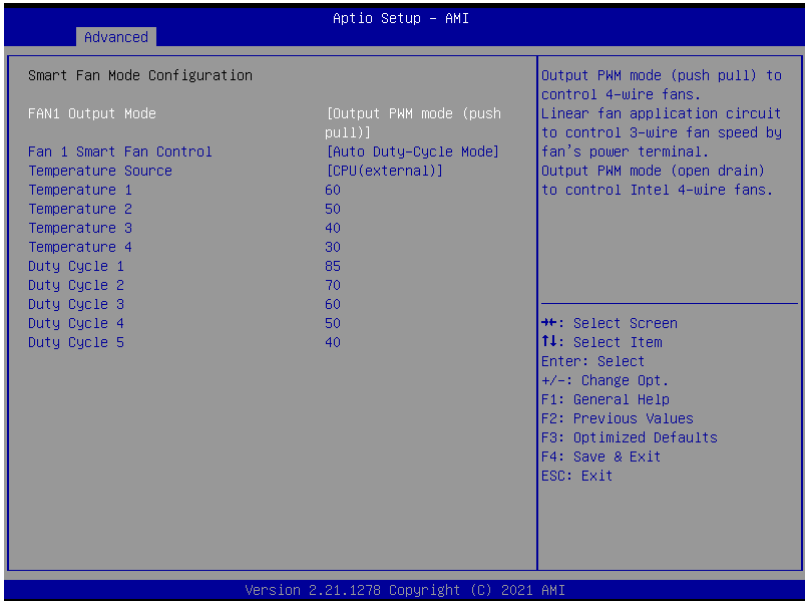 Aptio Setup - AMI
Advanced
Smart Fan Mode Configuration
FAN1 Output Mode [Output PWM mode (push
pull)]
Fan 1 Smart Fan Control [Auto Duty-Cycle Mode]
Temperature Source [CPU(external)]
Temperature 1 60
Temperature 2 50
Temperature 3 40
Temperature 4 30
Duty Cycle 1 85
Duty Cycle 2 70
Duty Cycle 3 60
Duty Cycle 4 50
Duty Cycle 5 40
Output PWM mode (push pull) to
control 4-wire fans.
Linear fan application circuit
to control 3-wire fan speed by
fan's power terminal.
Output PWM mode (open drain)
to control Intel 4-wire fans.
→←: Select Screen
↑↓: Select Item
Enter: Select
+/-: Change Opt.
F1: General Help
F2: Previous Values
F3: Optimized Defaults
F4: Save & Exit
ESC: Exit
Version 2.21.1278 Copyright (C) 2021 AMI